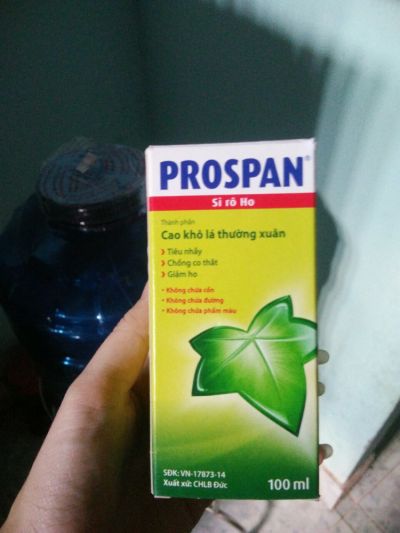 PROSPAN®
Si rô Ho
Thành phần
Cao khô lá thường xuân
Tiêu nhầy
Chống co thắt
Giảm ho
• Không chứa cồn
• Không chứa đường
• Không chứa phẩm màu
SĐK: VN-17873-14
Xuất xứ: CHLB Đức
100 ml